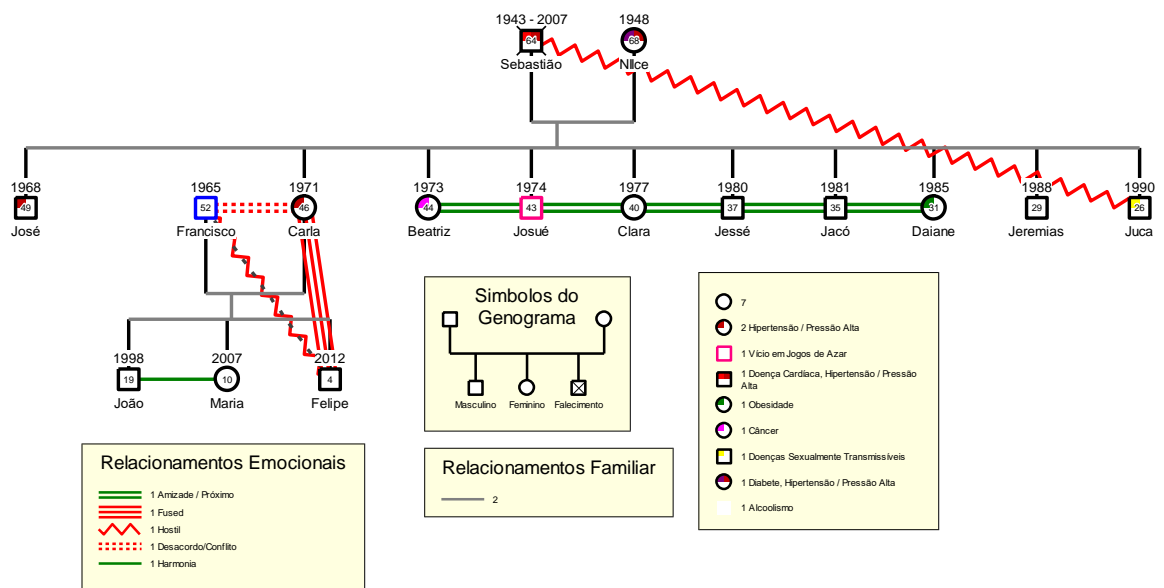 1943 - 2007
1948
64
68
Sebastião
Nilce
1968
1965
1971
1973
1974
1977
1980
1981
1985
1988
1990
49
52
46
44
43
40
37
35
31
29
26
José
Francisco
Carla
Beatriz
Josué
Clara
Jessé
Jacó
Daiane
Jeremias
Juca
1998
2007
2012
19
10
4
João
Maria
Felipe
Simbolos do
Genograma
Masculino
Feminino
Falecimento
Relacionamentos Familiar
2
Relacionamentos Emocionais
1 Amizade / Próximo
1 Fused
1 Hostil
1 Desacordo/Conflito
1 Harmonia
7
2 Hipertensão / Pressão Alta
1 Vício em Jogos de Azar
1 Doença Cardíaca, Hipertensão / Pressão
Alta
1 Obesidade
1 Câncer
1 Doenças Sexualmente Transmissíveis
1 Diabete, Hipertensão / Pressão Alta
1 Alcoolismo